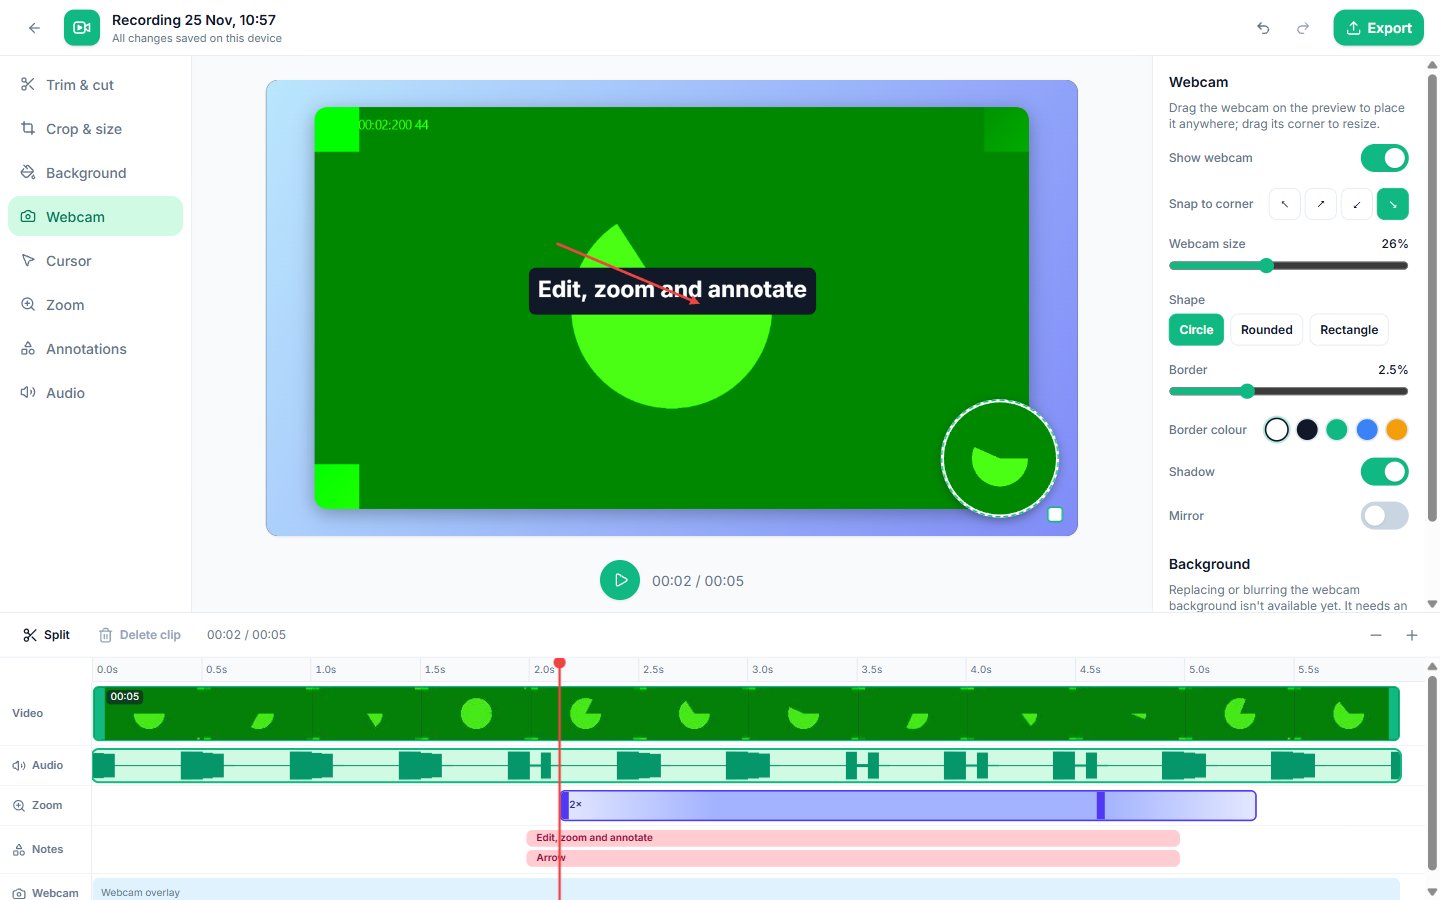 Recording 25 Nov, 10:57
All changes saved on this device
Export
Trim & cut
Crop & size
Background
Webcam
Cursor
Zoom
Annotations
Audio
00:02:200 44
Edit, zoom and annotate
00:02 / 00:05
Webcam
Drag the webcam on the preview to place
it anywhere; drag its corner to resize.
Show webcam
Snap to corner
Webcam size 26%
Shape
Circle Rounded Rectangle
Border 2.5%
Border colour
Shadow
Mirror
Background
Replacing or blurring the webcam
background isn't available yet. It needs an
Split Delete clip 00:02 / 00:05
0.0s 0.5s 1.0s 1.5s 2.0s 2.5s 3.0s 3.5s 4.0s 4.5s 5.0s 5.5s
Video 00:05
Audio
Zoom 2×
Notes
Edit, zoom and annotate
Arrow
Webcam Webcam overlay